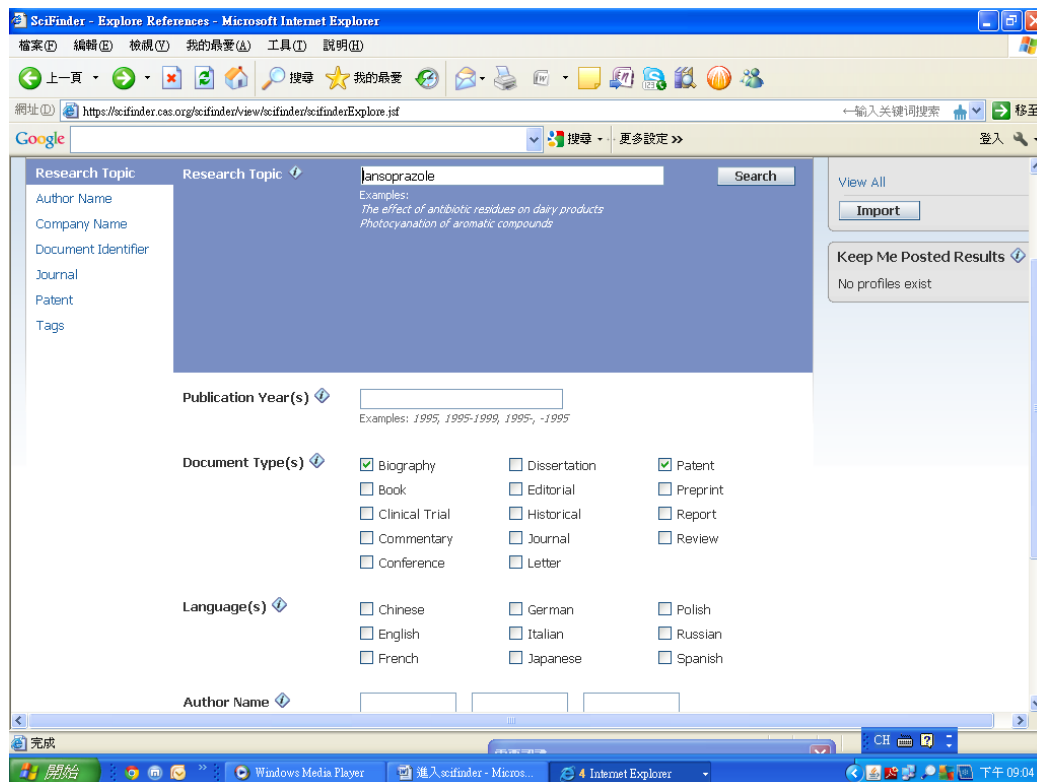 SciFinder - Explore References - Microsoft Internet Explorer
檔案(F) 編輯(E) 檢視(V) 我的最愛(A) 工具(T) 說明(H)
上一頁 搜尋 我的最愛
網址(D) https://scifinder.cas.org/scifinder/view/scifinder/scifinderExplore.jsf ←输入关键词搜索 移至
Google 搜尋 更多設定 >> 登入
Research Topic
Author Name
Company Name
Document Identifier
Journal
Patent
Tags
Research Topic lansoprazole Search
Examples:
The effect of antibiotic residues on dairy products
Photocyanation of aromatic compounds
View All
Import
Keep Me Posted Results
No profiles exist
Publication Year(s)
Examples: 1995, 1995-1999, 1995-, -1995
Document Type(s) Biography Dissertation Patent
Book Editorial Preprint
Clinical Trial Historical Report
Commentary Journal Review
Conference Letter
Language(s) Chinese German Polish
English Italian Russian
French Japanese Spanish
Author Name
完成
CH
開始 Windows Media Player 進入scifinder - Micros... 4 Internet Explorer 下午 09:04